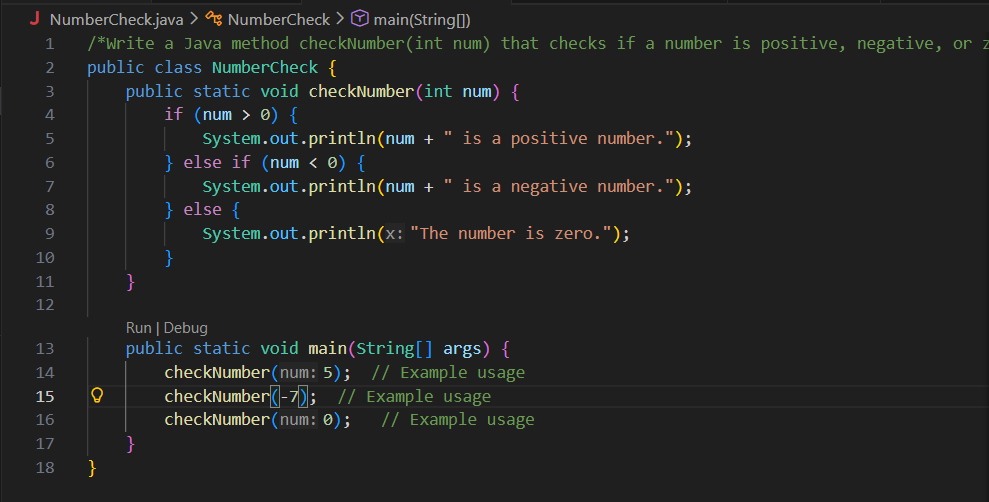 J NumberCheck.java > NumberCheck > main(String[])
1 /*Write a Java method checkNumber(int num) that checks if a number is positive, negative, or
2 public class NumberCheck {
3 public static void checkNumber(int num) {
4 if (num > 0) {
5 System.out.println(num + " is a positive number.");
6 } else if (num < 0) {
7 System.out.println(num + " is a negative number.");
8 } else {
9 System.out.println(x: "The number is zero.");
10 }
11 }
12
Run | Debug
13 public static void main(String[] args) {
14 checkNumber(num: 5);  // Example usage
15 checkNumber(-7);  // Example usage
16 checkNumber(num: 0);   // Example usage
17 }
18 }